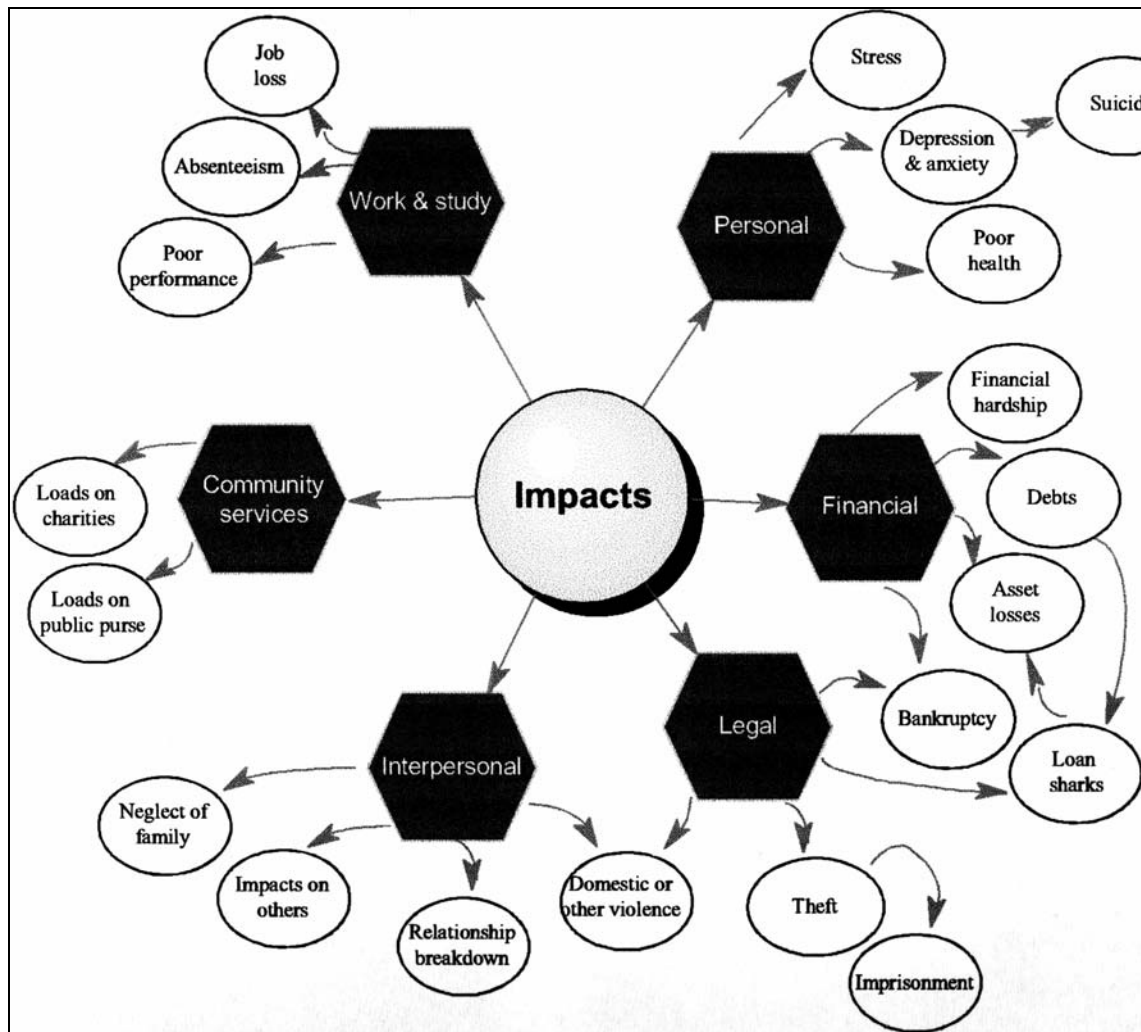 Job
loss
Absenteeism
Poor
performance
Work & study
Stress
Depression
& anxiety
Suicid
Poor
health
Personal
Community
services
Loads on
charities
Loads on
public purse
Impacts
Financial
Financial
hardship
Debts
Asset
losses
Bankruptcy
Loan
sharks
Legal
Interpersonal
Neglect of
family
Impacts on
others
Relationship
breakdown
Domestic or
other violence
Theft
Imprisonment